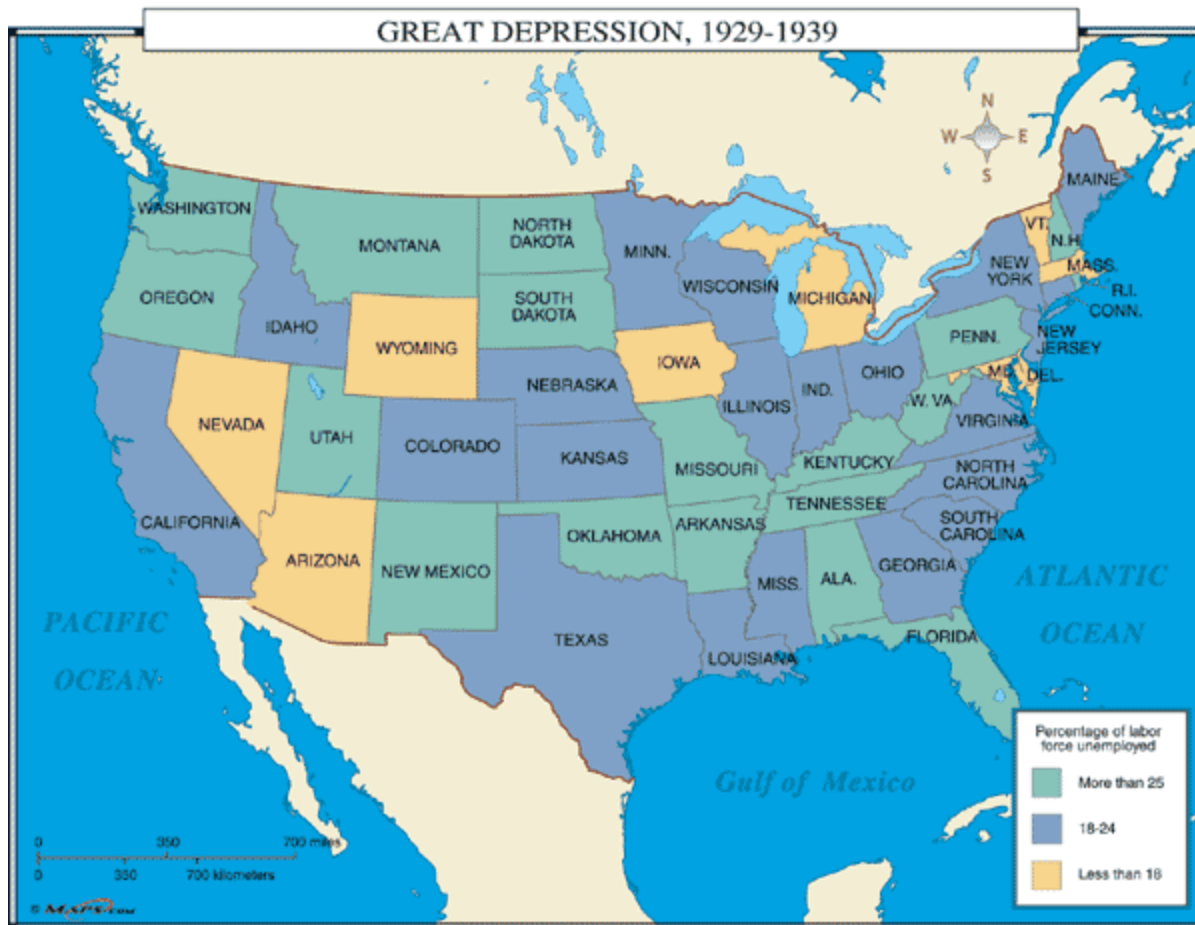 GREAT DEPRESSION, 1929-1939
N
W
E
S
WASHINGTON
MONTANA
NORTH
DAKOTA
MINN.
MAINE
VT.
N.H.
OREGON
IDAHO
SOUTH
DAKOTA
WISCONSIN
MICHIGAN
NEW
YORK
MASS.
R.I.
CONN.
WYOMING
IOWA
PENN.
NEW
JERSEY
NEBRASKA
ILLINOIS
IND.
OHIO
MD.
DEL.
W. VA.
VIRGINIA
NEVADA
UTAH
COLORADO
KANSAS
MISSOURI
KENTUCKY
NORTH
CAROLINA
CALIFORNIA
TENNESSEE
SOUTH
CAROLINA
ARIZONA
NEW MEXICO
OKLAHOMA
ARKANSAS
MISS.
ALA.
GEORGIA
TEXAS
LOUISIANA
FLORIDA
PACIFIC
OCEAN
ATLANTIC
OCEAN
Gulf of Mexico
Percentage of labor
force unemployed
More than 25
18-24
Less than 18
0
350
700 miles
0
350
700 kilometers
© MAPS.COM